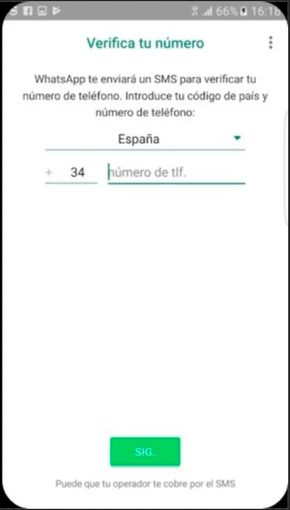 66% 16:18
Verifica tu número
WhatsApp te enviará un SMS para verificar tu
número de teléfono. Introduce tu código de país y
número de teléfono:
España
+ 34 número de tlf.
SIG.
Puede que tu operador te cobre por el SMS